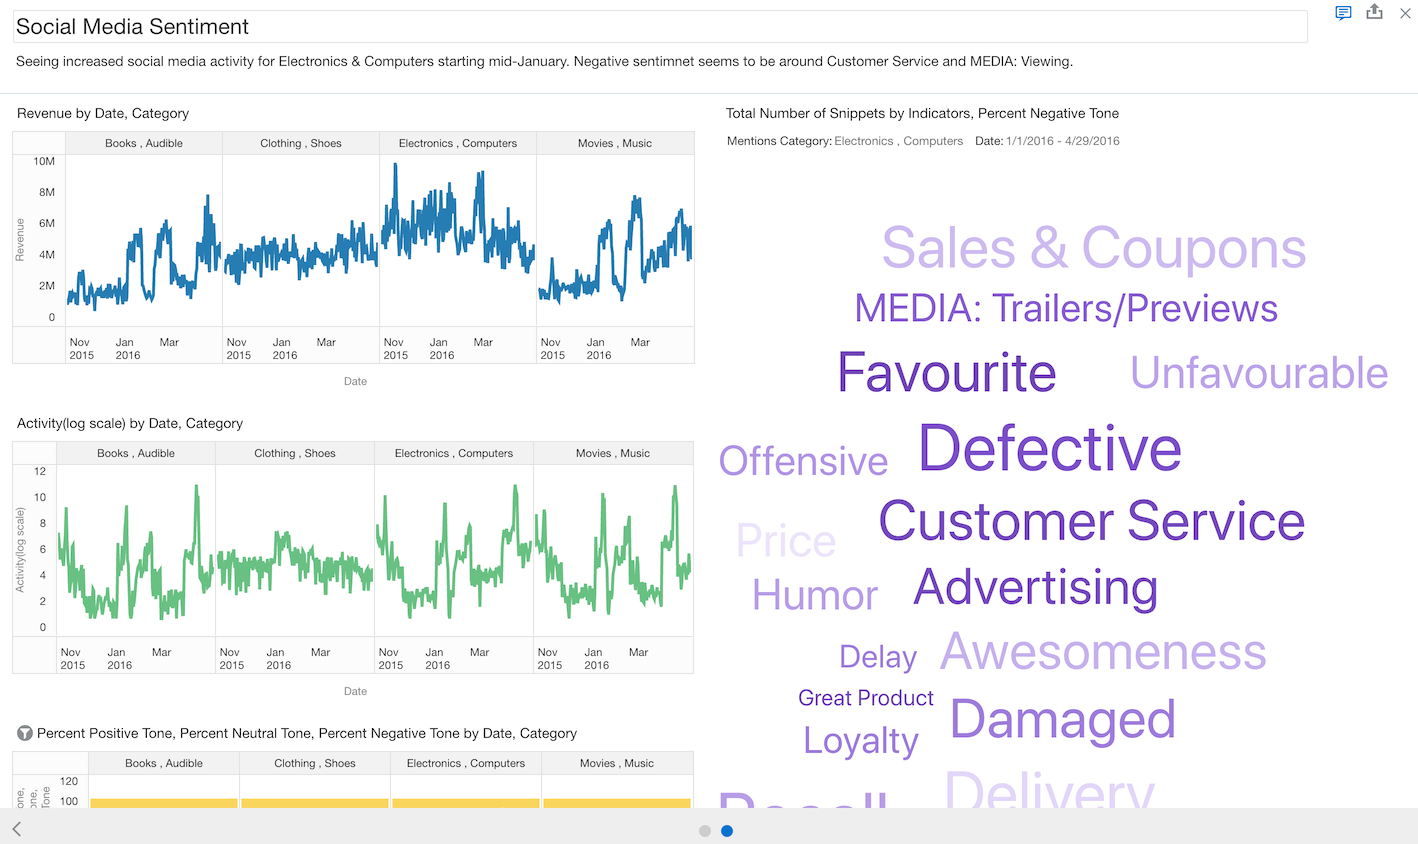 Social Media Sentiment
Seeing increased social media activity for Electronics & Computers starting mid-January. Negative sentimnet seems to be around Customer Service and MEDIA: Viewing.
Revenue by Date, Category
Books , Audible
Clothing , Shoes
Electronics , Computers
Movies , Music
Revenue
10M
8M
6M
4M
2M
0
Nov 2015
Jan 2016
Mar
Nov 2015
Jan 2016
Mar
Nov 2015
Jan 2016
Mar
Nov 2015
Jan 2016
Mar
Date
Activity(log scale) by Date, Category
Books , Audible
Clothing , Shoes
Electronics , Computers
Movies , Music
Activity(log scale)
12
10
8
6
4
2
0
Nov 2015
Jan 2016
Mar
Nov 2015
Jan 2016
Mar
Nov 2015
Jan 2016
Mar
Nov 2015
Jan 2016
Mar
Date
Percent Positive Tone, Percent Neutral Tone, Percent Negative Tone by Date, Category
Books , Audible
Clothing , Shoes
Electronics , Computers
Movies , Music
120
100
Total Number of Snippets by Indicators, Percent Negative Tone
Mentions Category: Electronics , Computers Date: 1/1/2016 - 4/29/2016
Sales & Coupons
MEDIA: Trailers/Previews
Favourite
Unfavourable
Offensive
Defective
Customer Service
Price
Humor
Advertising
Delay
Awesomeness
Great Product
Loyalty
Damaged
Delivery
Recall